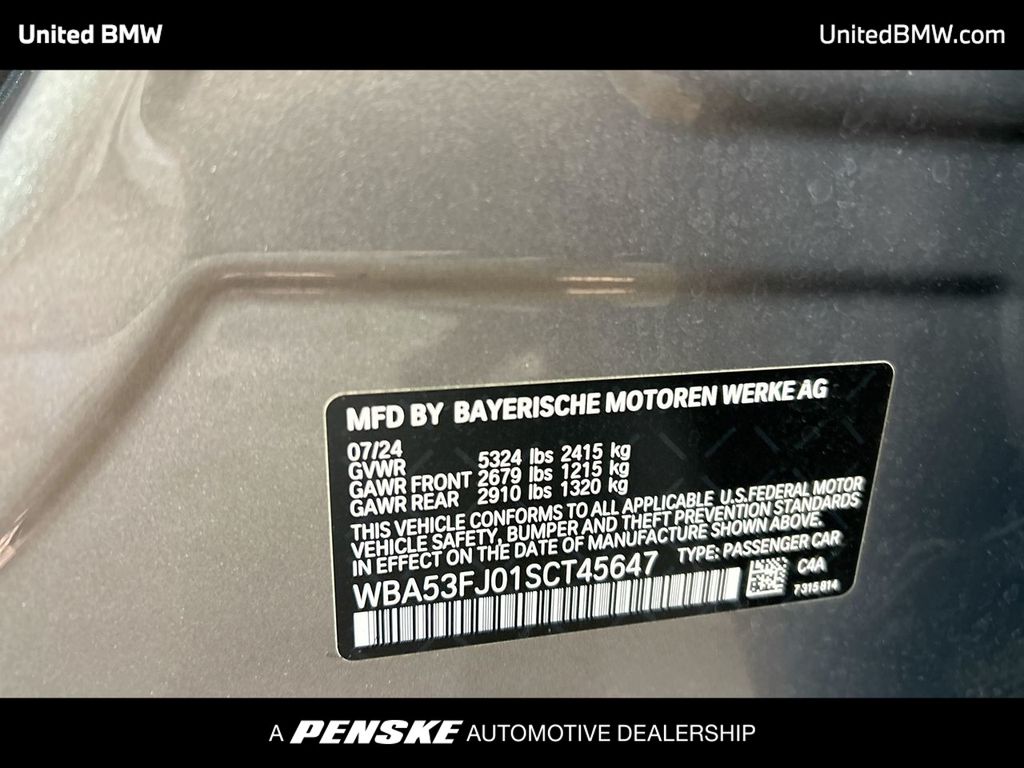 United BMW
UnitedBMW.com
MFD BY BAYERISCHE MOTOREN WERKE AG
07/24
GVWR 5324 lbs 2415 kg
GAWR FRONT 2679 lbs 1215 kg
GAWR REAR 2910 lbs 1320 kg
THIS VEHICLE CONFORMS TO ALL APPLICABLE U.S.FEDERAL MOTOR
VEHICLE SAFETY, BUMPER AND THEFT PREVENTION STANDARDS
IN EFFECT ON THE DATE OF MANUFACTURE SHOWN ABOVE.
WBA53FJ01SCT45647 TYPE: PASSENGER CAR
C4A
7315814
A PENSKE AUTOMOTIVE DEALERSHIP